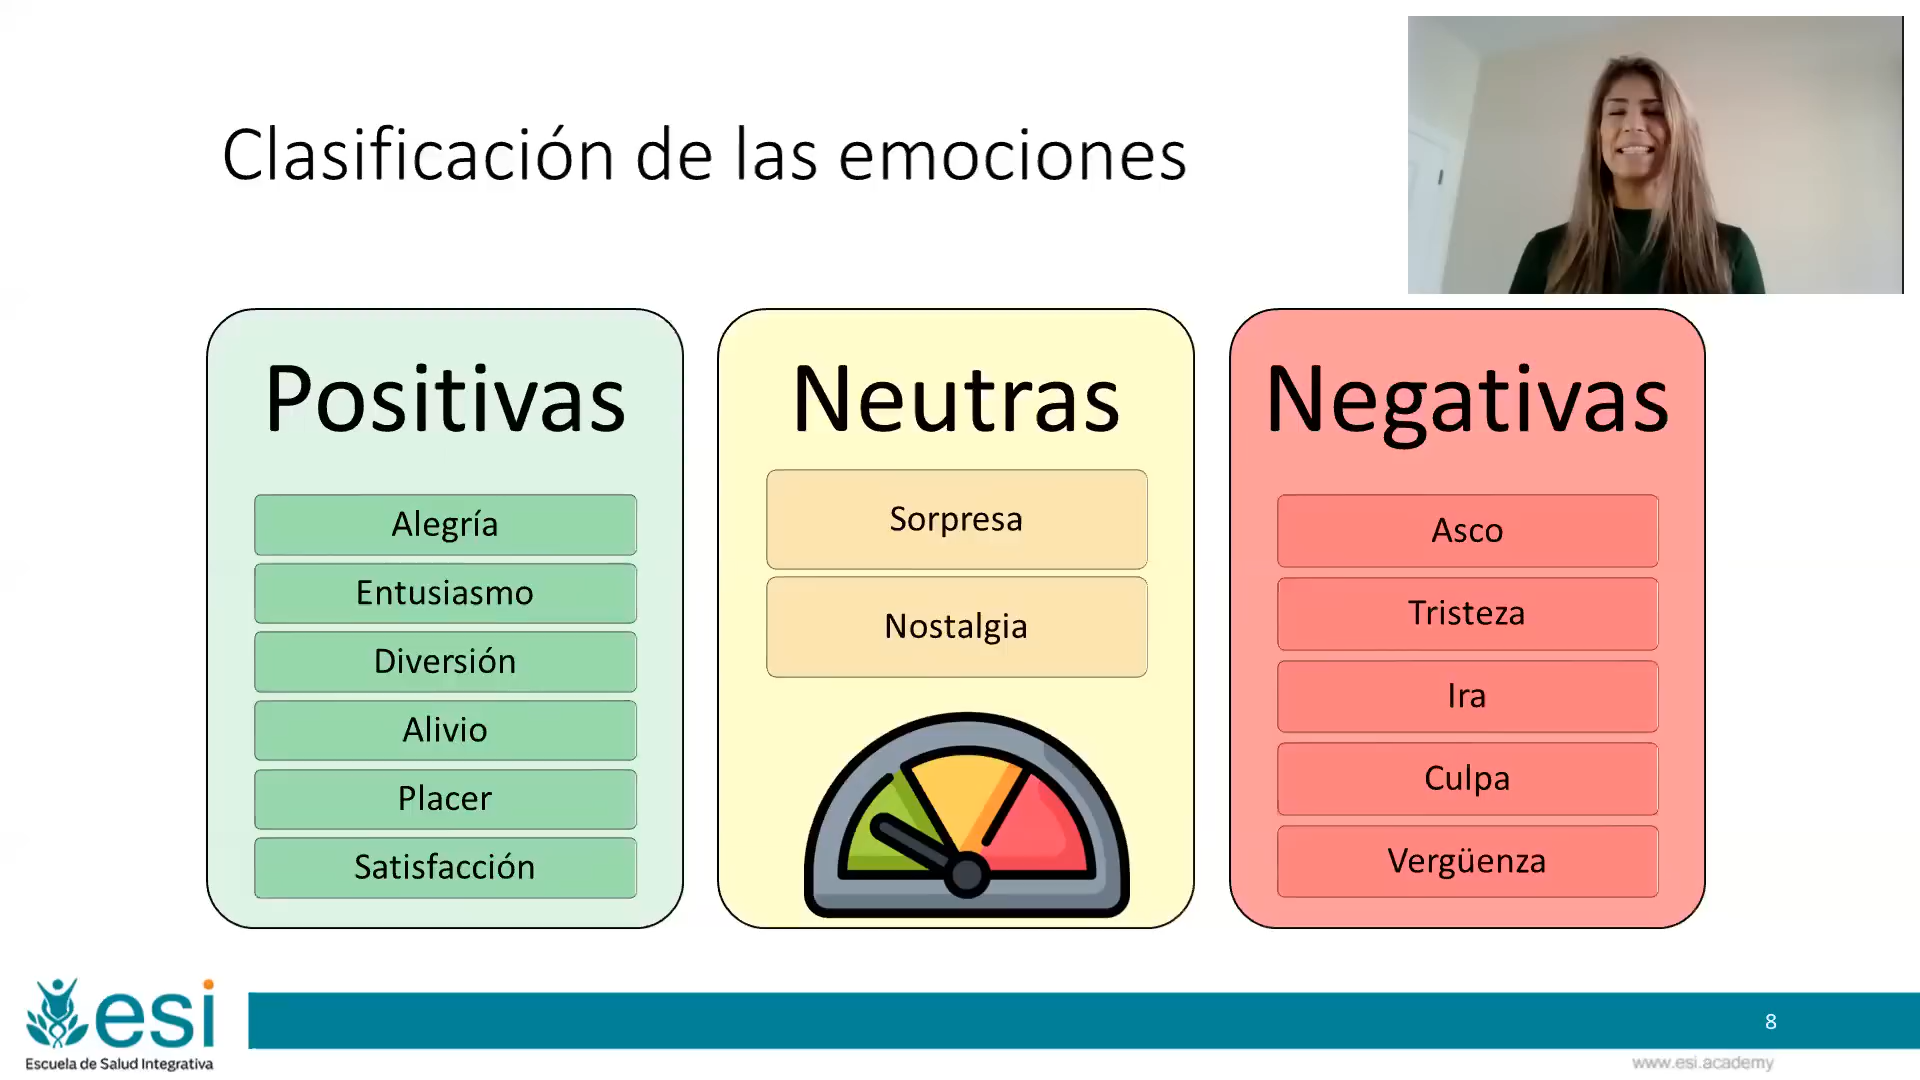 Clasificación de las emociones
Positivas
Alegría
Entusiasmo
Diversión
Alivio
Placer
Satisfacción
Neutras
Sorpresa
Nostalgia
Negativas
Asco
Tristeza
Ira
Culpa
Vergüenza
esi
Escuela de Salud Integrativa
8
www.esi.academy